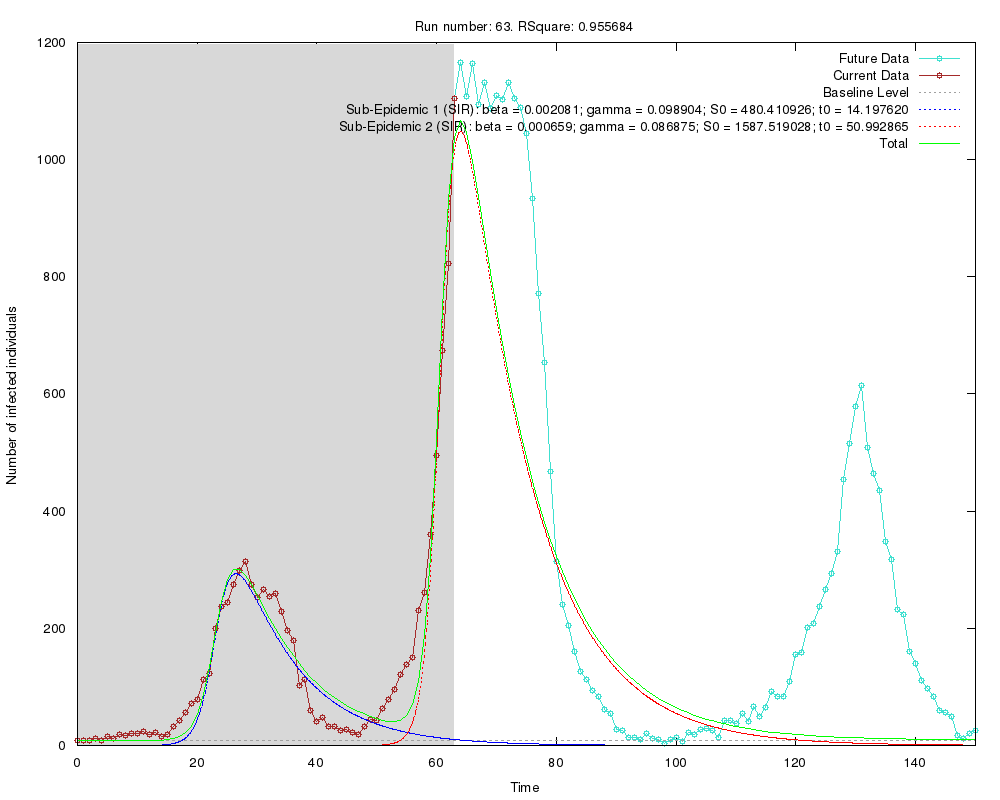 Run number: 63. RSquare: 0.955684
1200
1000
800
600
400
200
0
Number of infected individuals
Future Data
Current Data
Baseline Level
Sub-Epidemic 1 (SIR): beta = 0.002081; gamma = 0.098904; S0 = 480.410926; t0 = 14.197620
Sub-Epidemic 2 (SIR): beta = 0.000659; gamma = 0.086875; S0 = 1587.519028; t0 = 50.992865
Total
0 20 40 60 80 100 120 140
Time